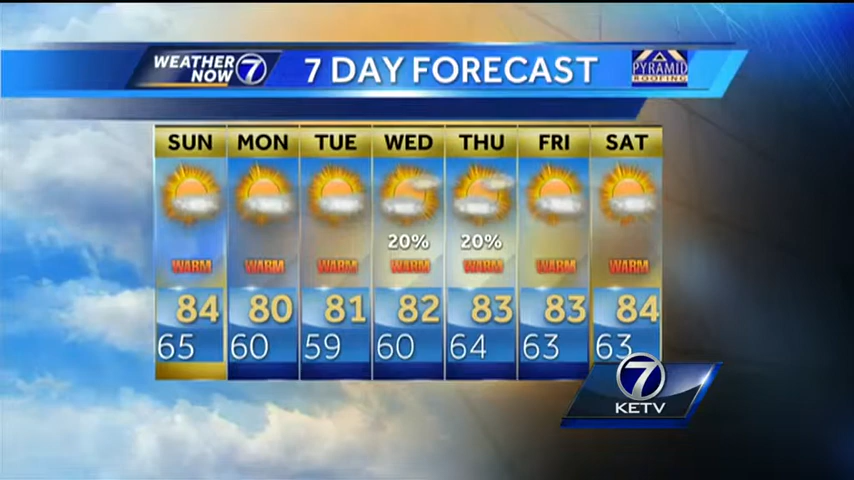 WEATHER NOW 7
7 DAY FORECAST
PYRAMID
ROOFING
SUN MON TUE WED THU FRI SAT
20% 20%
WARM WARM WARM WARM WARM WARM WARM
84 80 81 82 83 83 84
65 60 59 60 64 63 63
7
KETV